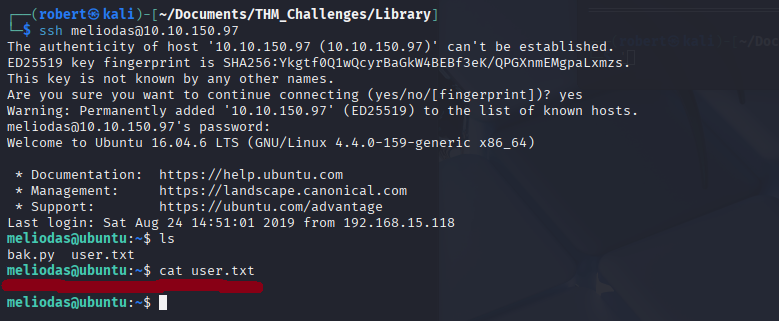 ┌──(robert㉿kali)-[~/Documents/THM_Challenges/Library]
└─$ ssh meliodas@10.10.150.97
The authenticity of host '10.10.150.97 (10.10.150.97)' can't be established.
ED25519 key fingerprint is SHA256:Ykgtf0Q1wQcyrBaGkW4BEBf3eK/QPGXnmEMgpaLxmzs.
This key is not known by any other names.
Are you sure you want to continue connecting (yes/no/[fingerprint])? yes
Warning: Permanently added '10.10.150.97' (ED25519) to the list of known hosts.
meliodas@10.10.150.97's password:
Welcome to Ubuntu 16.04.6 LTS (GNU/Linux 4.4.0-159-generic x86_64)
 * Documentation:  https://help.ubuntu.com
 * Management:     https://landscape.canonical.com
 * Support:        https://ubuntu.com/advantage
Last login: Sat Aug 24 14:51:01 2019 from 192.168.15.118
meliodas@ubuntu:~$ ls
bak.py  user.txt
meliodas@ubuntu:~$ cat user.txt
meliodas@ubuntu:~$